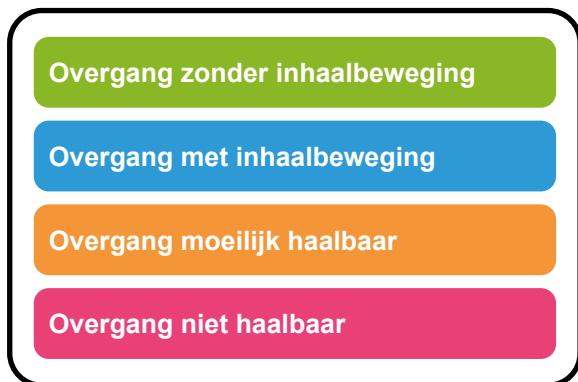 Overgang zonder inhaalbeweging
Overgang met inhaalbeweging
Overgang moeilijk haalbaar
Overgang niet haalbaar